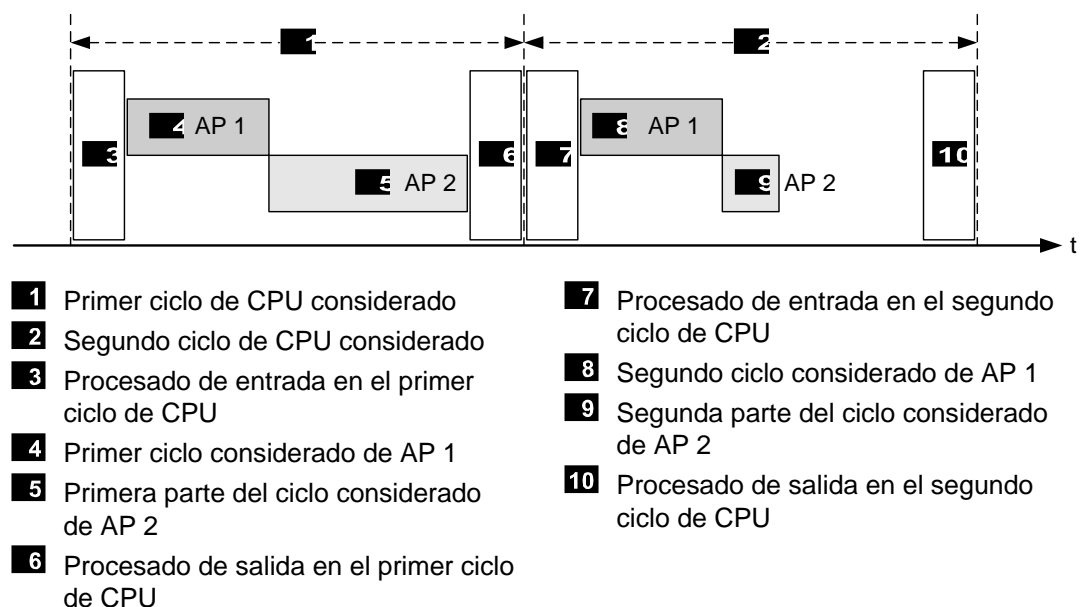 1
2
3
4 AP 1
5 AP 2
6
7
8 AP 1
9 AP 2
10
t
1 Primer ciclo de CPU considerado
2 Segundo ciclo de CPU considerado
3 Procesado de entrada en el primer
ciclo de CPU
4 Primer ciclo considerado de AP 1
5 Primera parte del ciclo considerado
de AP 2
6 Procesado de salida en el primer ciclo
de CPU
7 Procesado de entrada en el segundo
ciclo de CPU
8 Segundo ciclo considerado de AP 1
9 Segunda parte del ciclo considerado
de AP 2
10 Procesado de salida en el segundo
ciclo de CPU